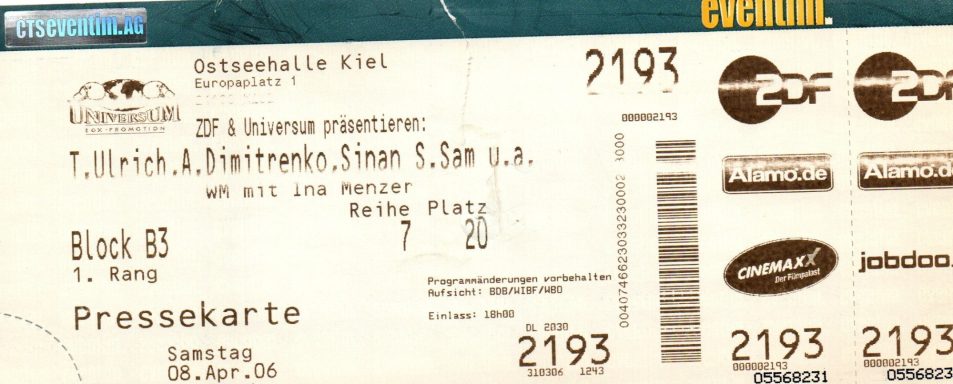 CTSeventim.AG
eventim.
Ostseehalle Kiel
Europaplatz 1
UNIVERSUM
BOX-PROMOTION
ZDF & Universum präsentieren:
T.Ulrich.A.Dimitrenko.Sinan S.Sam u.a.
WM mit Ina Menzer
Reihe Platz
7 20
Block B3
1. Rang
Pressekarte
Samstag
08.Apr.06
Programmänderungen vorbehalten
Aufsicht: BDB/WIBF/WBO
Einlass: 18h00
DL 2030
2193
310306 1243
2193
000002193
0040746623033230002 3000
ZDF
Alamo.de
CINEMAXX
Der Filmpalast
2193
000002193
05568231
ZDF
Alamo.d
jobdoo.
2193
000002193
0556823